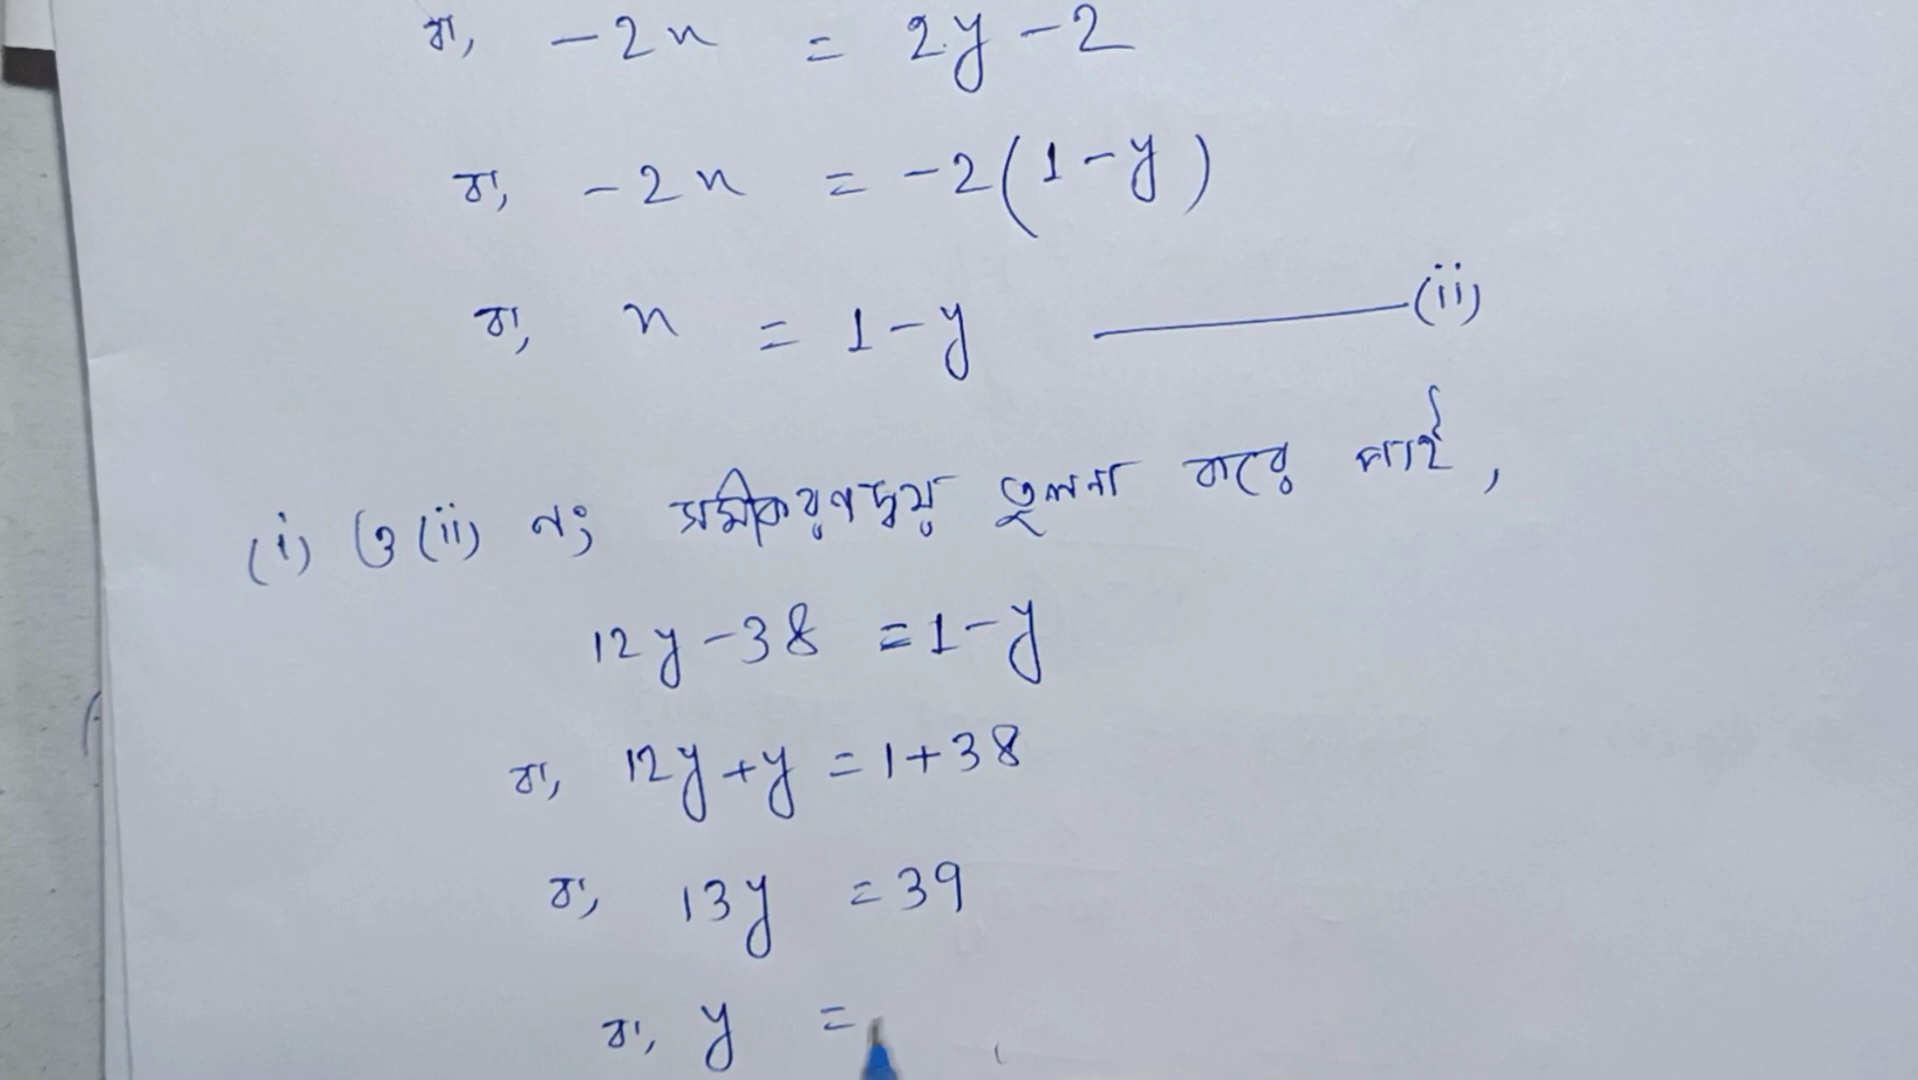 বা, -2x = 2y-2
বা, -2x = -2(1-y)
বা, x = 1-y ———(ii)
(i) ও (ii) নং সমীকরণদ্বয় তুলনা করে পাই,
12y-38 = 1-y
বা, 12y+y = 1+38
বা, 13y = 39
বা, y =